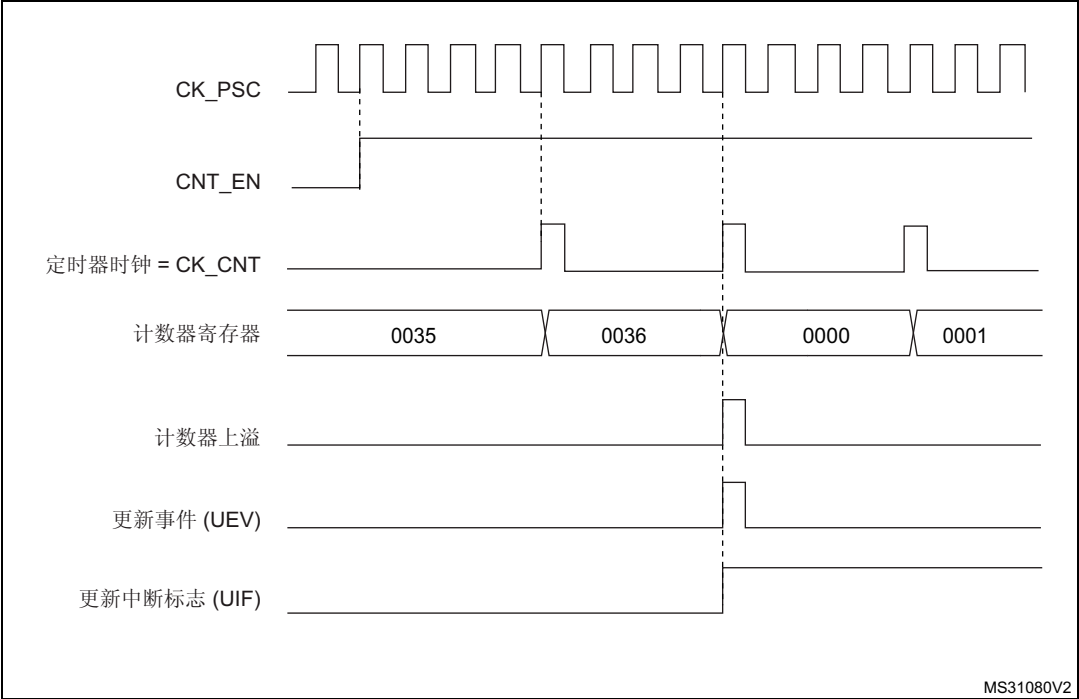 CK_PSC
CNT_EN
定时器时钟 = CK_CNT
计数器寄存器 0035 0036 0000 0001
计数器上溢
更新事件 (UEV)
更新中断标志 (UIF)
MS31080V2